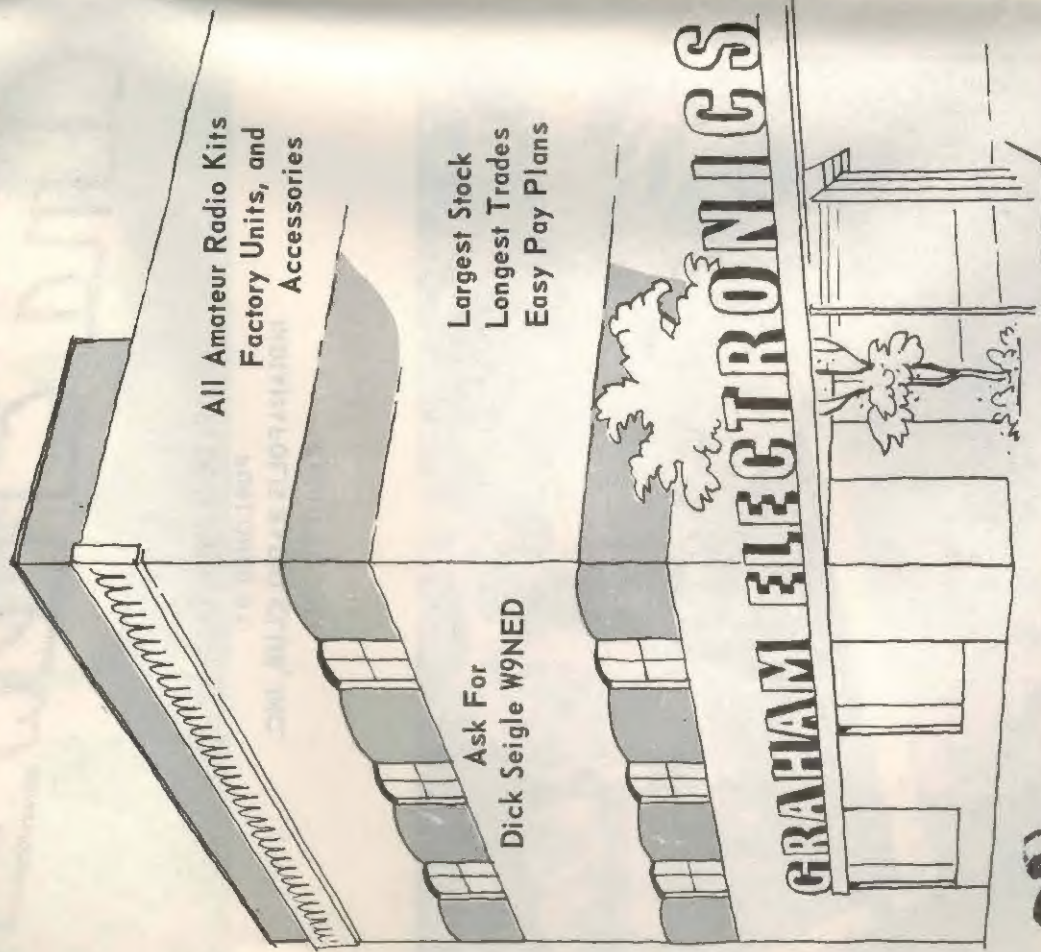 All Amateur Radio Kits
Factory Units, and
Accessories
Largest Stock
Longest Trades
Easy Pay Plans
Ask For
Dick Seigle W9NED
GRAHAM ELECTRONICS